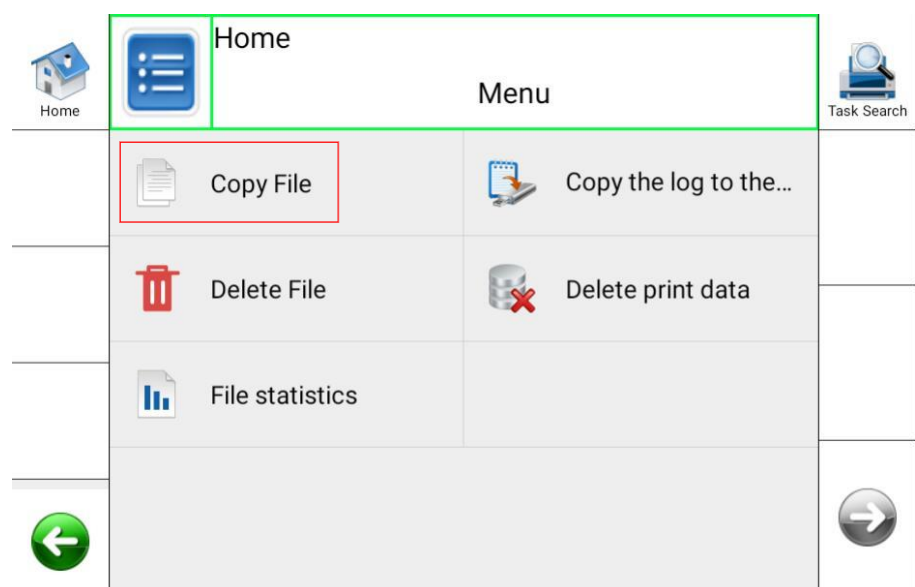 Home
Menu
Home
Task Search
Copy File
Copy the log to the...
Delete File
Delete print data
File statistics